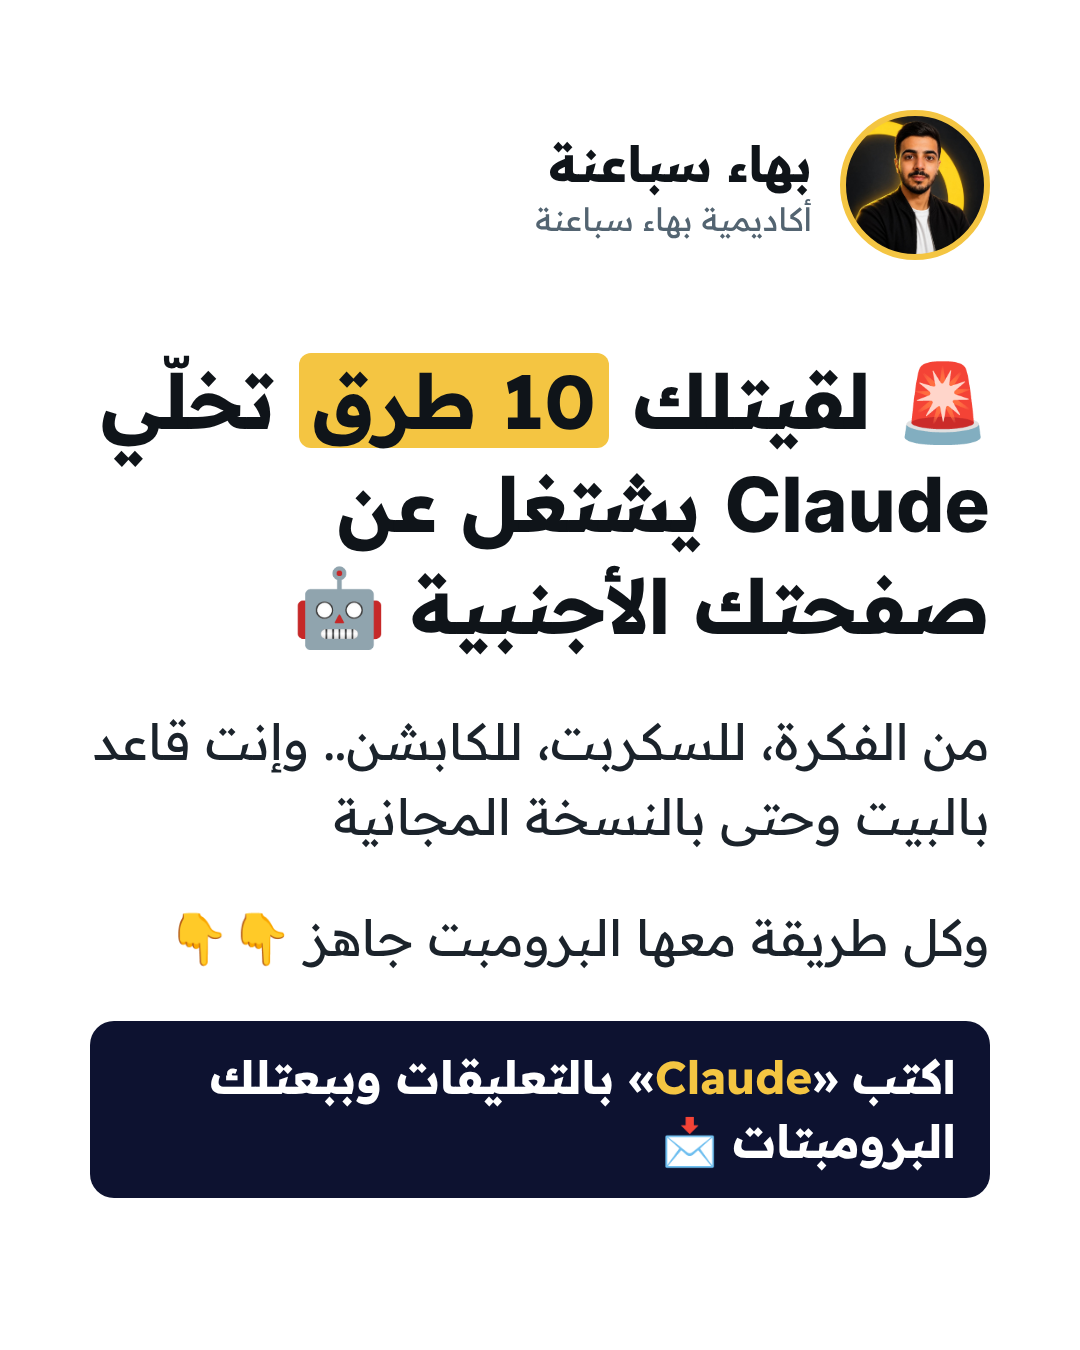 بهاء سباعنة
أكاديمية بهاء سباعنة
🚨 لقيتلك 10 طرق تخلّي
Claude يشتغل عن
صفحتك الأجنبية 🤖
من الفكرة، للسكربت، للكابشن.. وإنت قاعد
بالبيت وحتى بالنسخة المجانية
وكل طريقة معها البرومبت جاهز 👇👇
اكتب «Claude» بالتعليقات وببعتلك
البرومبتات 📩